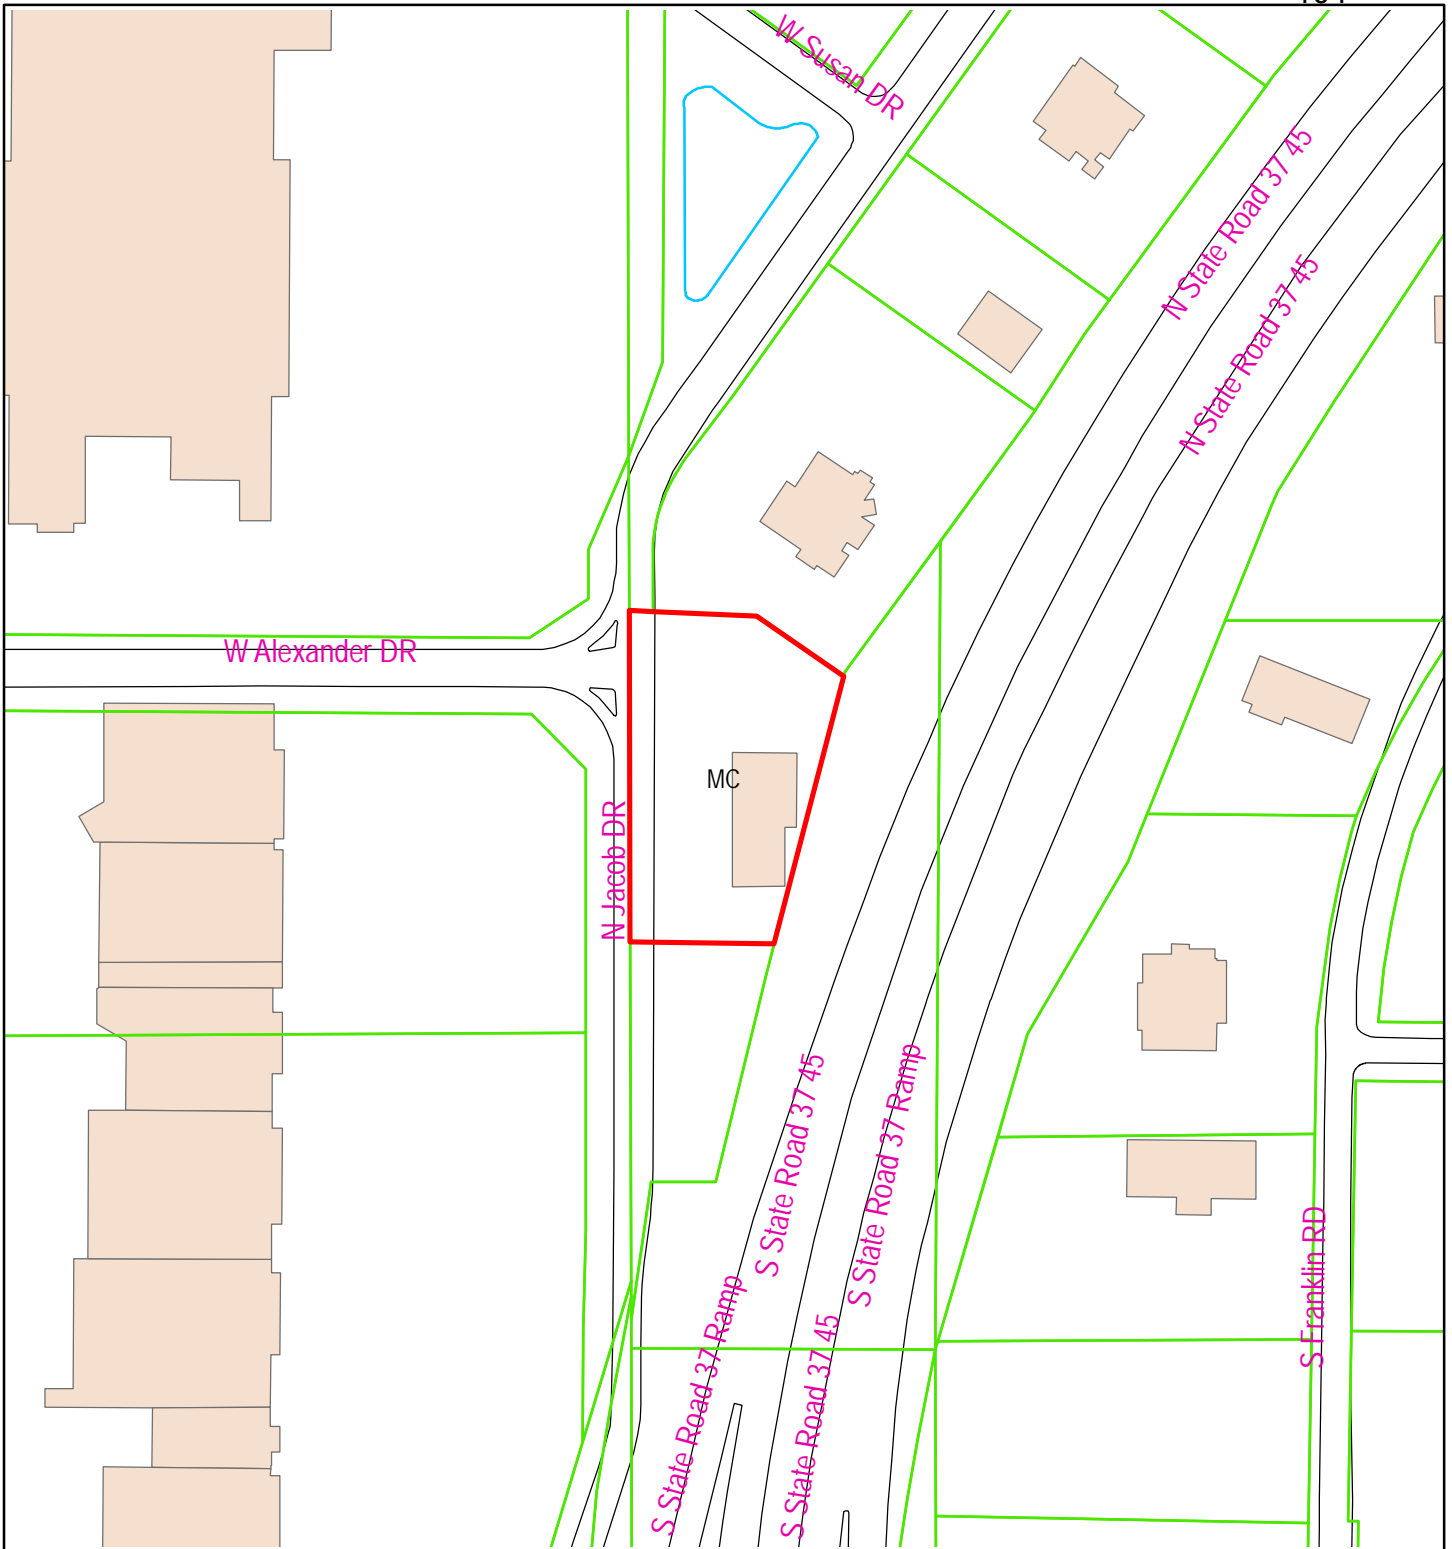 W Susan DR
N State Road 37 45
N State Road 37 45
W Alexander DR
MC
N Jacob DR
S State Road 37 45
S State Road 37 Ramp
S Franklin RD
S State Road 37 Ramp
S State Road 37 45